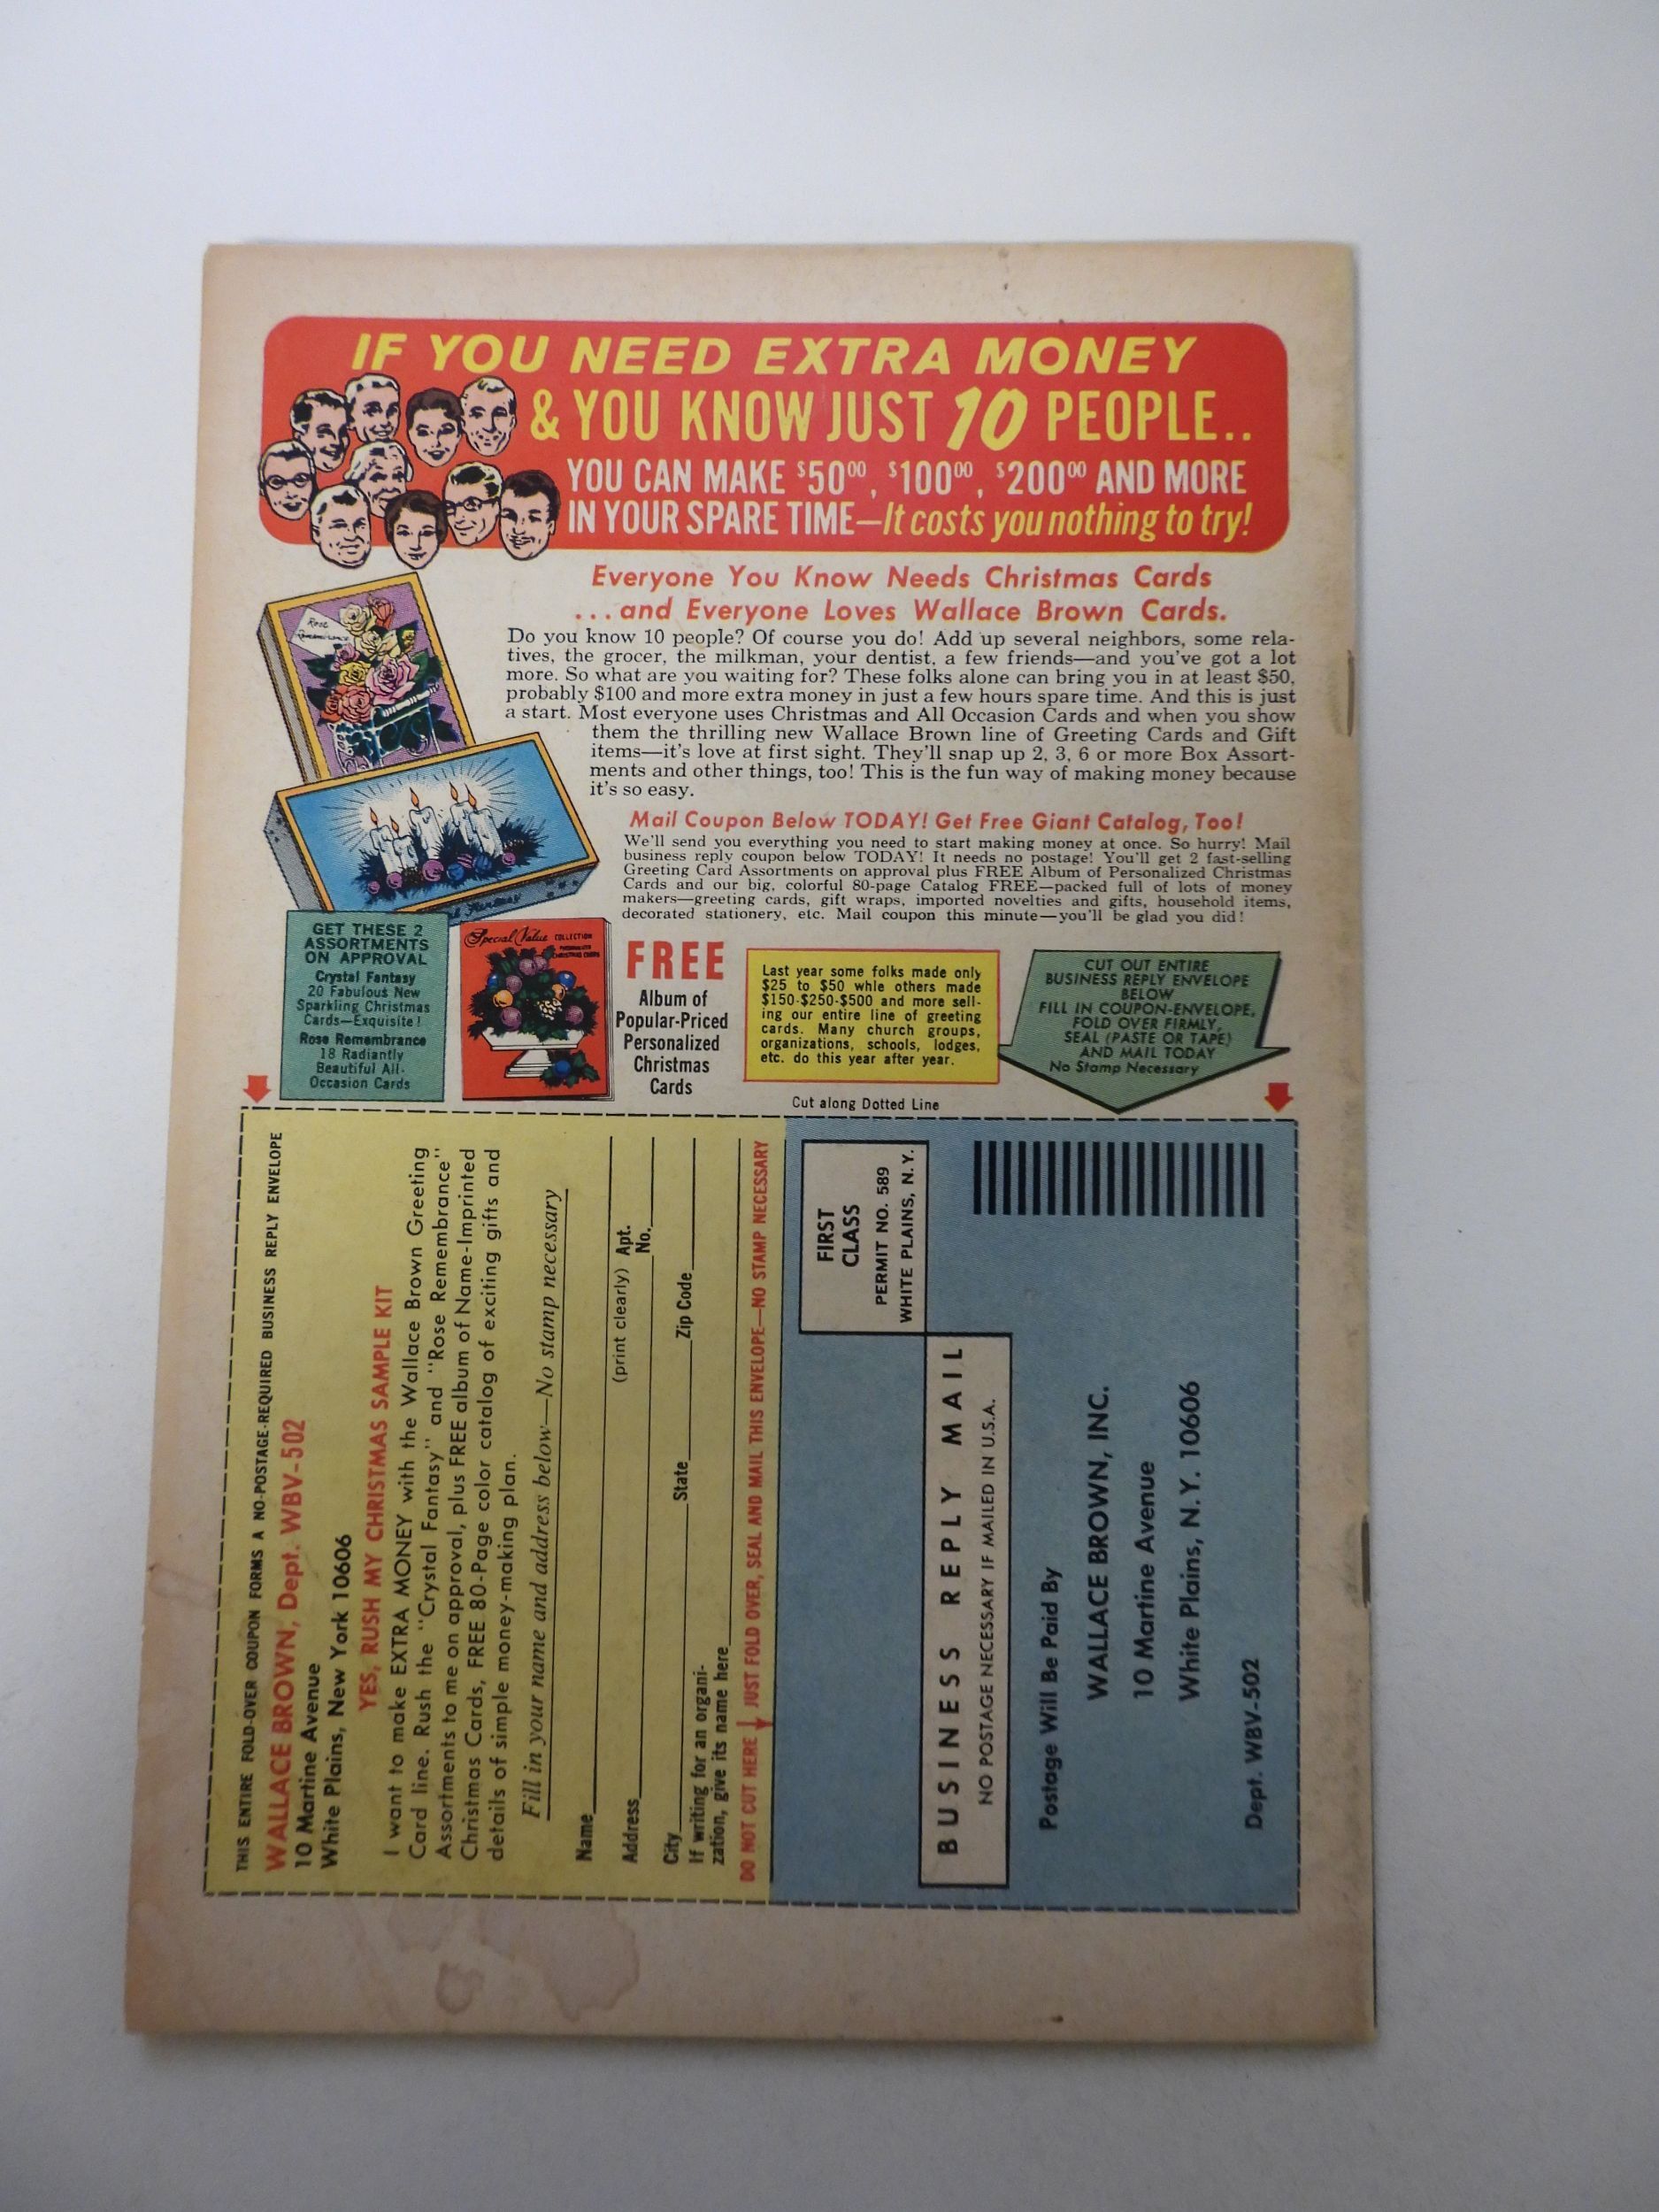 IF YOU NEED EXTRA MONEY
& YOU KNOW JUST 10 PEOPLE..
YOU CAN MAKE $50⁰⁰, $100⁰⁰, $200⁰⁰ AND MORE
IN YOUR SPARE TIME—It costs you nothing to try!
Everyone You Know Needs Christmas Cards
...and Everyone Loves Wallace Brown Cards.
Rose
Remembrance
Do you know 10 people? Of course you do! Add up several neighbors, some rela-
tives, the grocer, the milkman, your dentist, a few friends—and you've got a lot
more. So what are you waiting for? These folks alone can bring you in at least $50,
probably $100 and more extra money in just a few hours spare time. And this is just
a start. Most everyone uses Christmas and All Occasion Cards and when you show
them the thrilling new Wallace Brown line of Greeting Cards and Gift
items—it's love at first sight. They'll snap up 2, 3, 6 or more Box Assort-
ments and other things, too! This is the fun way of making money because
it's so easy.
Mail Coupon Below TODAY! Get Free Giant Catalog, Too!
We'll send you everything you need to start making money at once. So hurry! Mail
business reply coupon below TODAY! It needs no postage! You'll get 2 fast-selling
Greeting Card Assortments on approval plus FREE Album of Personalized Christmas
Cards and our big, colorful 80-page Catalog FREE—packed full of lots of money
makers—greeting cards, gift wraps, imported novelties and gifts, household items,
decorated stationery, etc. Mail coupon this minute—you'll be glad you did!
Fantasy
GET THESE 2
ASSORTMENTS
ON APPROVAL
Crystal Fantasy
20 Fabulous New
Sparkling Christmas
Cards—Exquisite!
Rose Remembrance
18 Radiantly
Beautiful All-
Occasion Cards
Special Value COLLECTION
PERSONALIZED
CHRISTMAS CARDS
FREE
Album of
Popular-Priced
Personalized
Christmas
Cards
Last year some folks made only
$25 to $50 whle others made
$150-$250-$500 and more sell-
ing our entire line of greeting
cards. Many church groups,
organizations, schools, lodges,
etc. do this year after year.
CUT OUT ENTIRE
BUSINESS REPLY ENVELOPE
BELOW
FILL IN COUPON-ENVELOPE,
FOLD OVER FIRMLY,
SEAL (PASTE OR TAPE)
AND MAIL TODAY
No Stamp Necessary
Cut along Dotted Line
THIS ENTIRE FOLD-OVER COUPON FORMS A NO-POSTAGE-REQUIRED BUSINESS REPLY ENVELOPE
WALLACE BROWN, Dept. WBV-502
10 Martine Avenue
White Plains, New York 10606
YES, RUSH MY CHRISTMAS SAMPLE KIT
I want to make EXTRA MONEY with the Wallace Brown Greeting
Card line. Rush the "Crystal Fantasy" and "Rose Remembrance"
Assortments to me on approval, plus FREE album of Name-Imprinted
Christmas Cards, FREE 80-Page color catalog of exciting gifts and
details of simple money-making plan.
Fill in your name and address below—No stamp necessary
Name
(print clearly) Apt.
Address No.
City State Zip Code
If writing for an organi-
zation, give its name here
DO NOT CUT HERE JUST FOLD OVER, SEAL AND MAIL THIS ENVELOPE—NO STAMP NECESSARY
FIRST
CLASS
PERMIT NO. 589
WHITE PLAINS, N.Y.
BUSINESS REPLY MAIL
NO POSTAGE NECESSARY IF MAILED IN U.S.A.
Postage Will Be Paid By
WALLACE BROWN, INC.
10 Martine Avenue
White Plains, N.Y. 10606
Dept. WBV-502